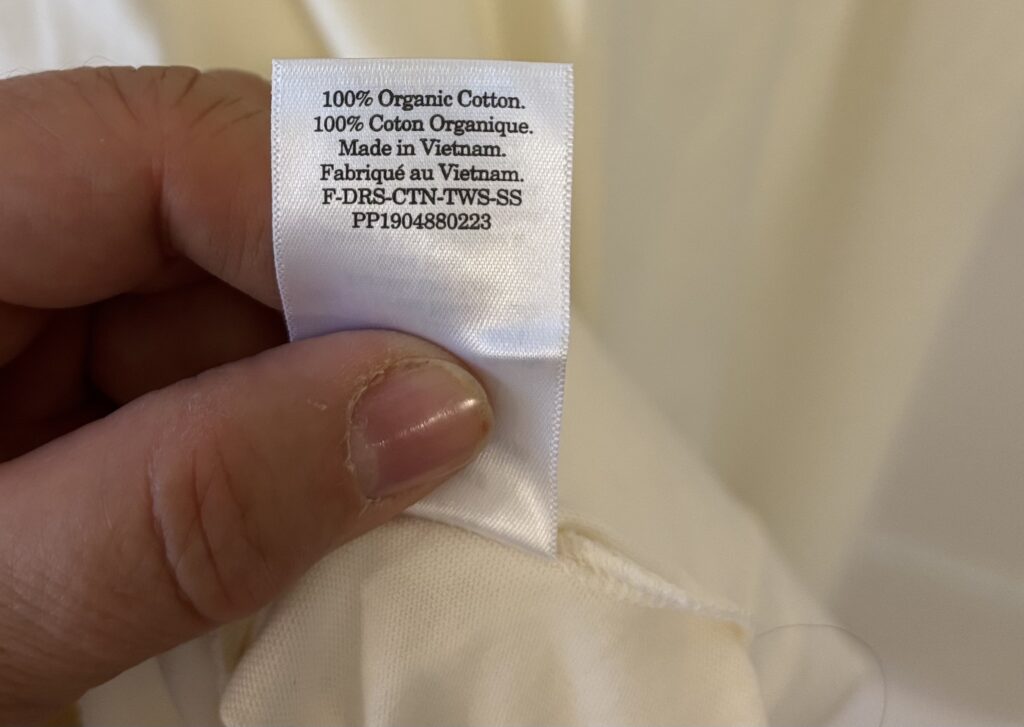 100% Organic Cotton.
100% Coton Organique.
Made in Vietnam.
Fabriqué au Vietnam.
F-DRS-CTN-TWS-SS
PP1904880223